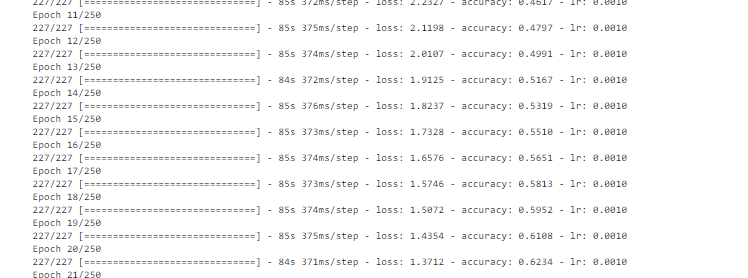 227/227 [==============================] - 85s 372ms/step - loss: 2.2327 - accuracy: 0.4617 - lr: 0.0010
Epoch 11/250
227/227 [==============================] - 85s 375ms/step - loss: 2.1198 - accuracy: 0.4797 - lr: 0.0010
Epoch 12/250
227/227 [==============================] - 85s 374ms/step - loss: 2.0107 - accuracy: 0.4991 - lr: 0.0010
Epoch 13/250
227/227 [==============================] - 84s 372ms/step - loss: 1.9125 - accuracy: 0.5167 - lr: 0.0010
Epoch 14/250
227/227 [==============================] - 85s 376ms/step - loss: 1.8237 - accuracy: 0.5319 - lr: 0.0010
Epoch 15/250
227/227 [==============================] - 85s 373ms/step - loss: 1.7328 - accuracy: 0.5510 - lr: 0.0010
Epoch 16/250
227/227 [==============================] - 85s 374ms/step - loss: 1.6576 - accuracy: 0.5651 - lr: 0.0010
Epoch 17/250
227/227 [==============================] - 85s 373ms/step - loss: 1.5746 - accuracy: 0.5813 - lr: 0.0010
Epoch 18/250
227/227 [==============================] - 85s 374ms/step - loss: 1.5072 - accuracy: 0.5952 - lr: 0.0010
Epoch 19/250
227/227 [==============================] - 85s 375ms/step - loss: 1.4354 - accuracy: 0.6108 - lr: 0.0010
Epoch 20/250
227/227 [==============================] - 84s 371ms/step - loss: 1.3712 - accuracy: 0.6234 - lr: 0.0010
Epoch 21/250